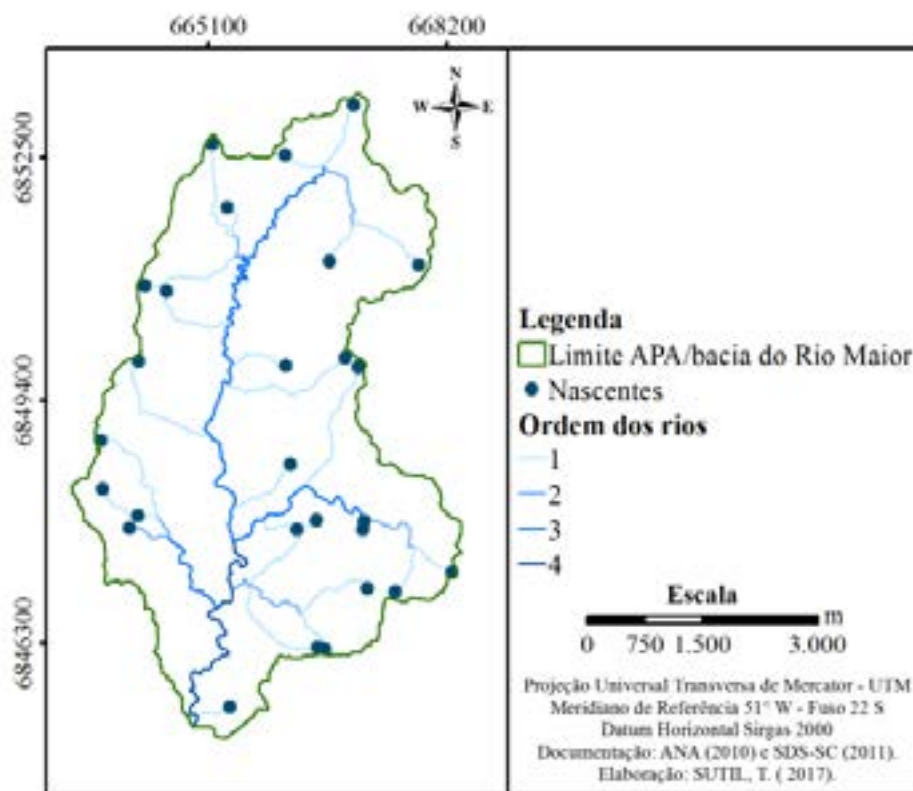 665100 668200
N
W E
S
6852500
6849400
6846300
Legenda
Limite APA/bacia do Rio Maior
Nascentes
Ordem dos rios
1
2
3
4
Escala
m
0 750 1.500 3.000
Projeção Universal Transversa de Mercator - UTM
Meridiano de Referência 51° W - Fuso 22 S
Datum Horizontal Sirgas 2000
Documentação: ANA (2010) e SDS-SC (2011).
Elaboração: SUTIL, T. ( 2017).